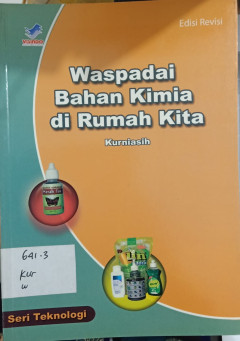 Edisi Revisi
Waspadai
Bahan Kimia
di Rumah Kita
Kurniasih
641.3
Kur
w
Seri Teknologi